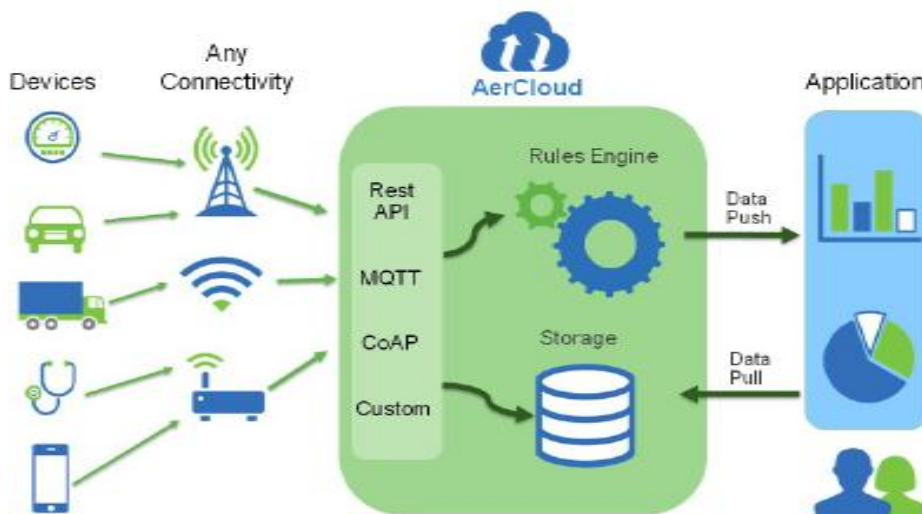 Devices
Any
Connectivity
AerCloud
Application
Rest
API
MQTT
CoAP
Custom
Rules Engine
Storage
Data
Push
Data
Pull